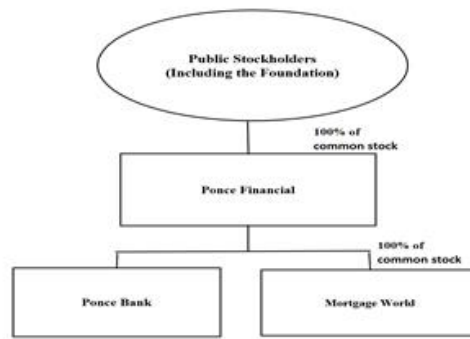 Public Stockholders
(Including the Foundation)
100% of
common stock
Ponce Financial
100% of
common stock
Ponce Bank
Mortgage World